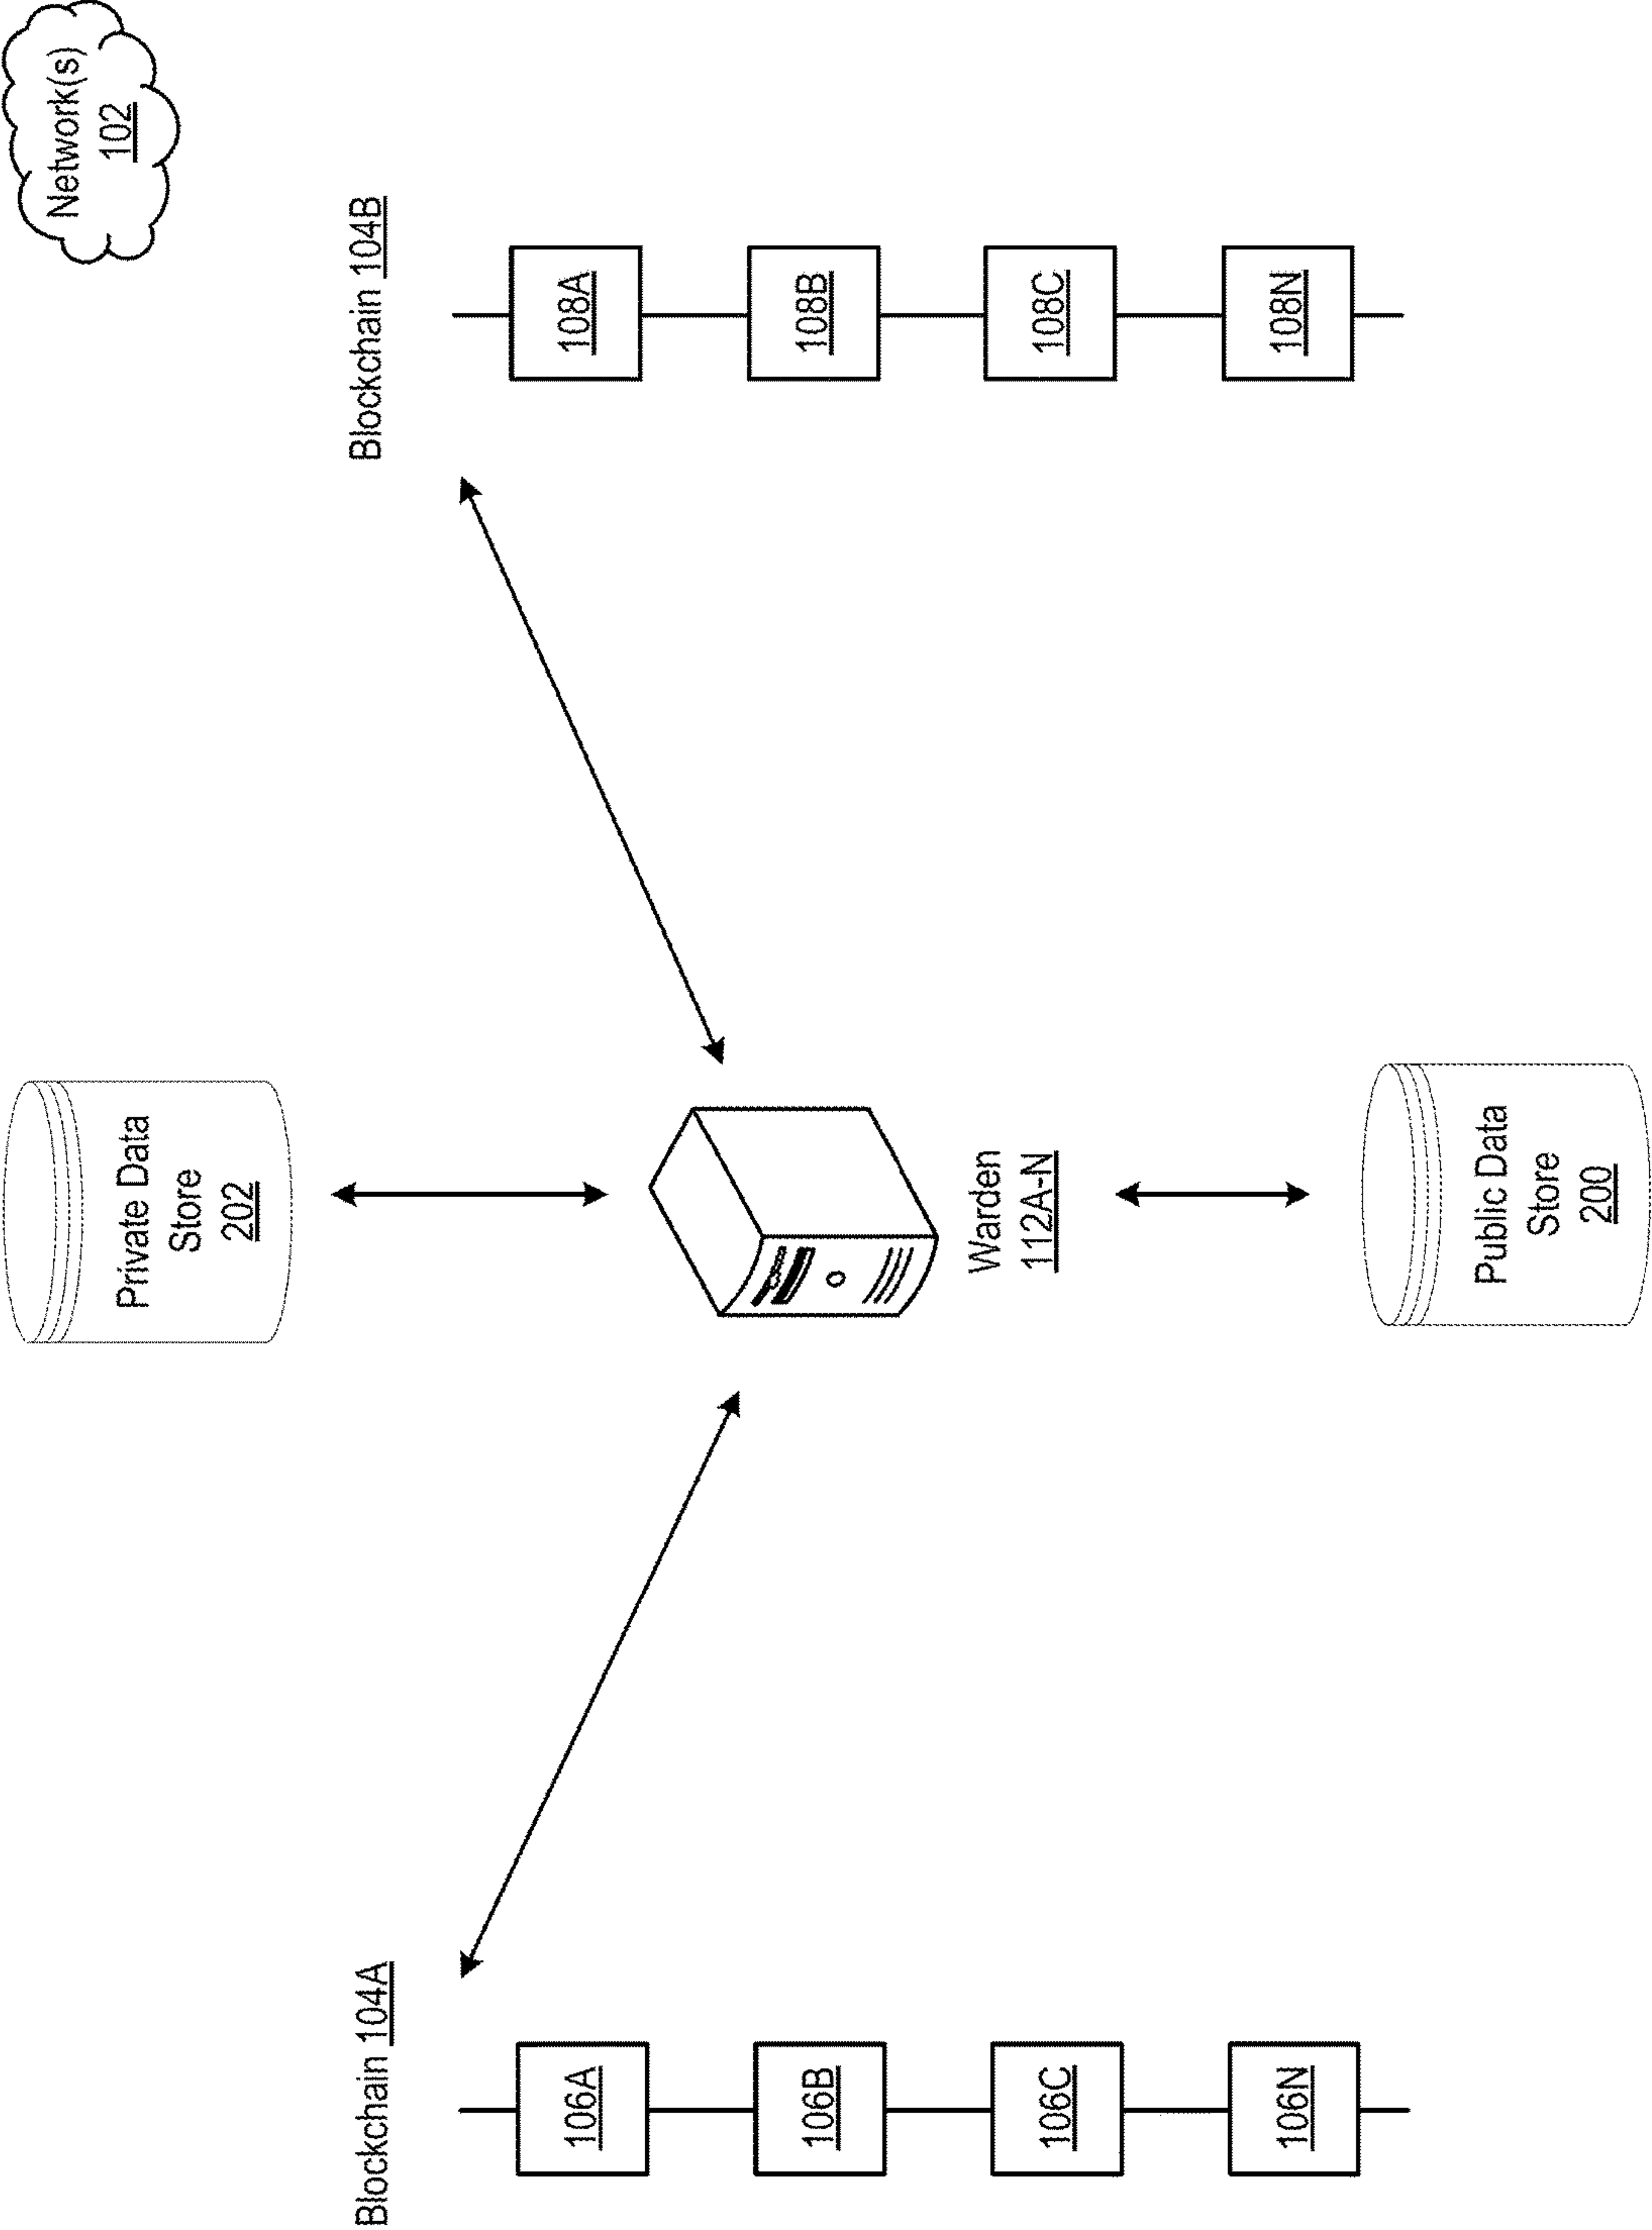 Network(s)
102
Private Data
Store
202
Blockchain 104A
Blockchain 104B
106A
108A
106B
108B
106C
108C
106N
108N
Warden
112A-N
Public Data
Store
200